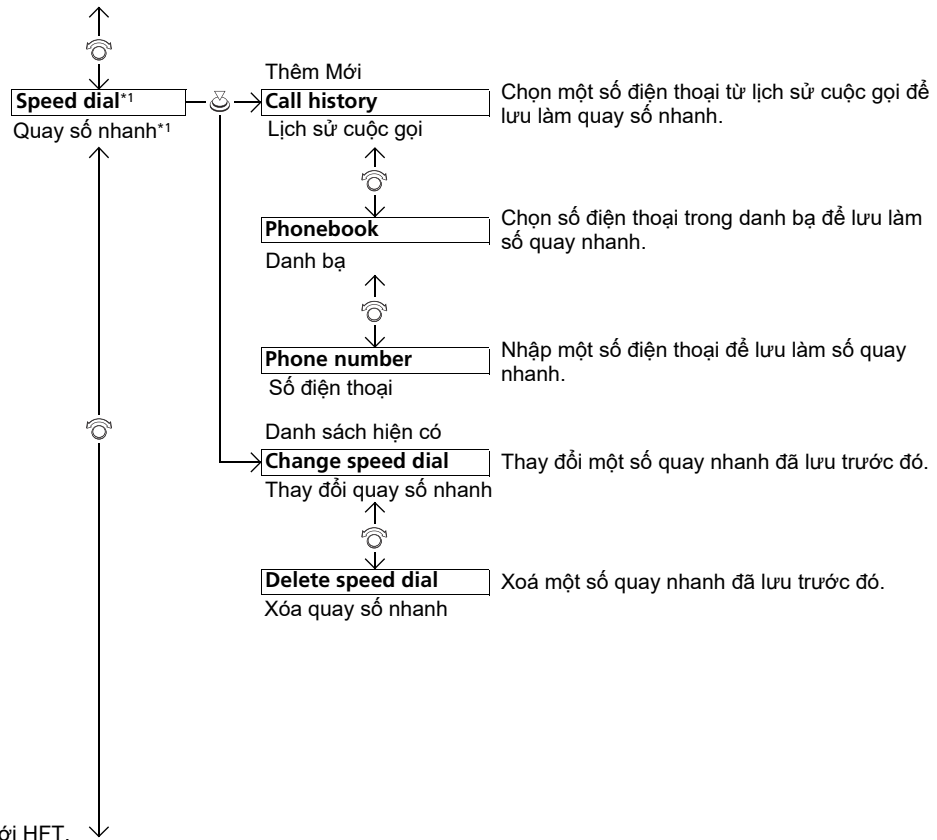 Speed dial*1
Quay số nhanh*1
Thêm Mới
Call history
Lịch sử cuộc gọi
Chọn một số điện thoại từ lịch sử cuộc gọi để
lưu làm quay số nhanh.
Phonebook
Danh bạ
Chọn số điện thoại trong danh bạ để lưu làm
số quay nhanh.
Phone number
Số điện thoại
Nhập một số điện thoại để lưu làm số quay
nhanh.
Danh sách hiện có
Change speed dial
Thay đổi quay số nhanh
Thay đổi một số quay nhanh đã lưu trước đó.
Delete speed dial
Xóa quay số nhanh
Xoá một số quay nhanh đã lưu trước đó.
HFT.